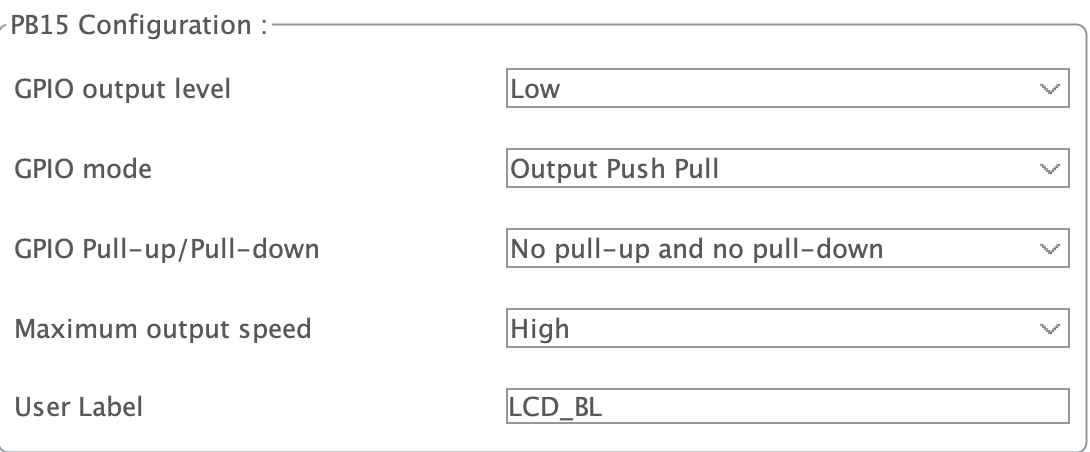 PB15 Configuration :
GPIO output level Low
GPIO mode Output Push Pull
GPIO Pull-up/Pull-down No pull-up and no pull-down
Maximum output speed High
User Label LCD_BL